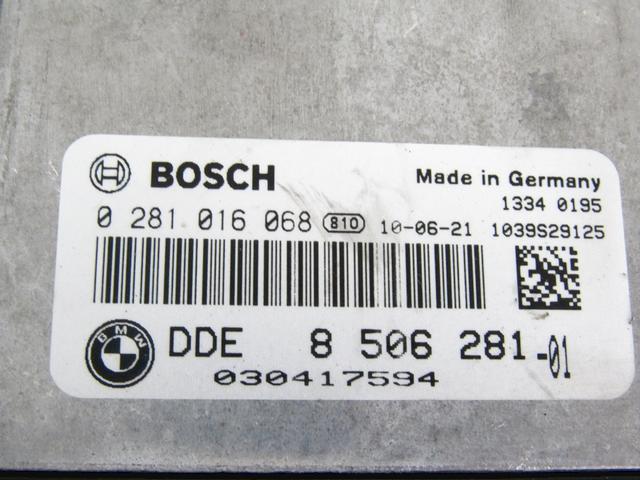 BOSCH Made in Germany
1334 0195
0 281 016 068 810 10-06-21 1039S29125
BMW DDE 8 506 281-01
030417594